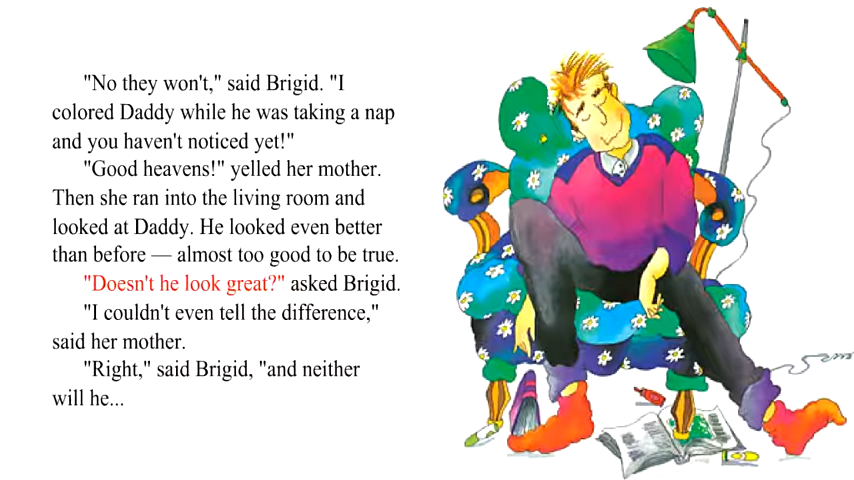 "No they won't," said Brigid. "I
colored Daddy while he was taking a nap
and you haven't noticed yet!"
"Good heavens!" yelled her mother.
Then she ran into the living room and
looked at Daddy. He looked even better
than before — almost too good to be true.
"Doesn't he look great?" asked Brigid.
"I couldn't even tell the difference,"
said her mother.
"Right," said Brigid, "and neither
will he...